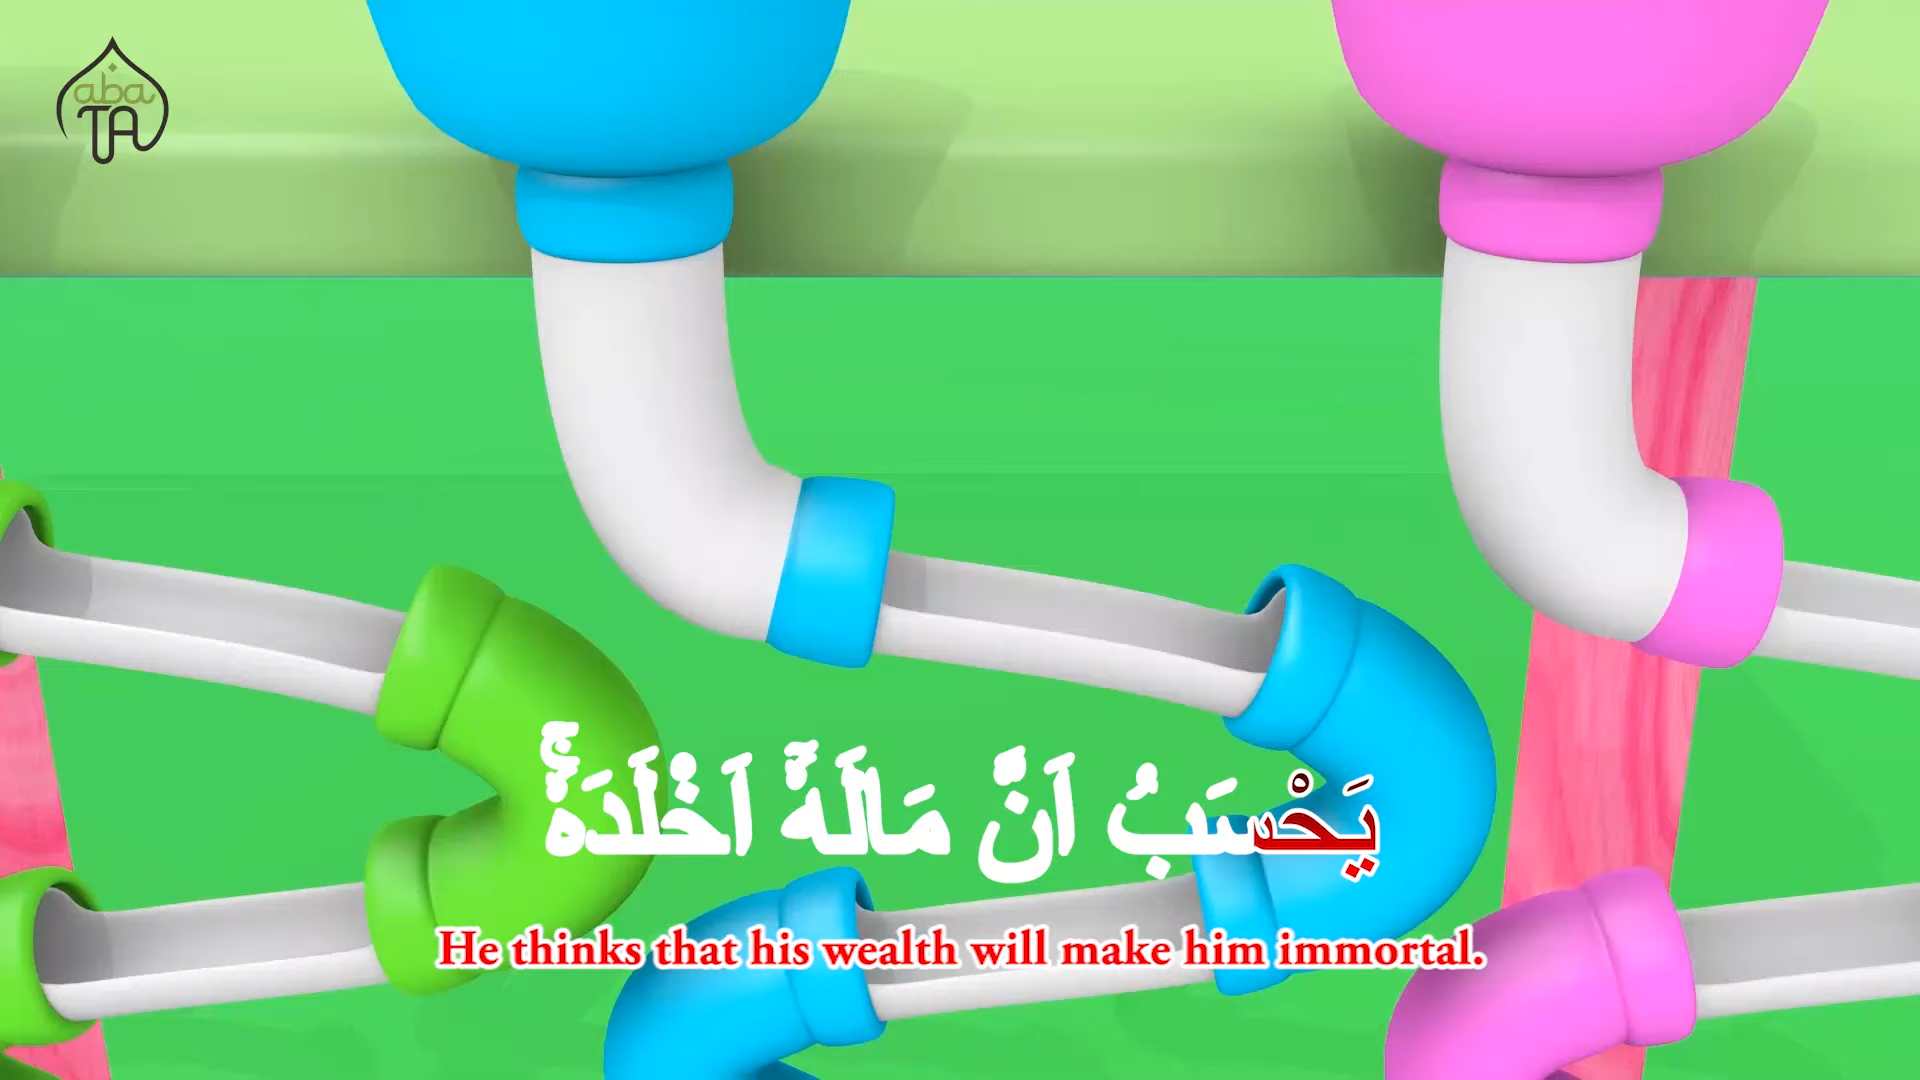 aba
TA
يَحْسَبُ اَنَّ مَالَهٗۤ اَخْلَدَهٗۚ
He thinks that his wealth will make him immortal.